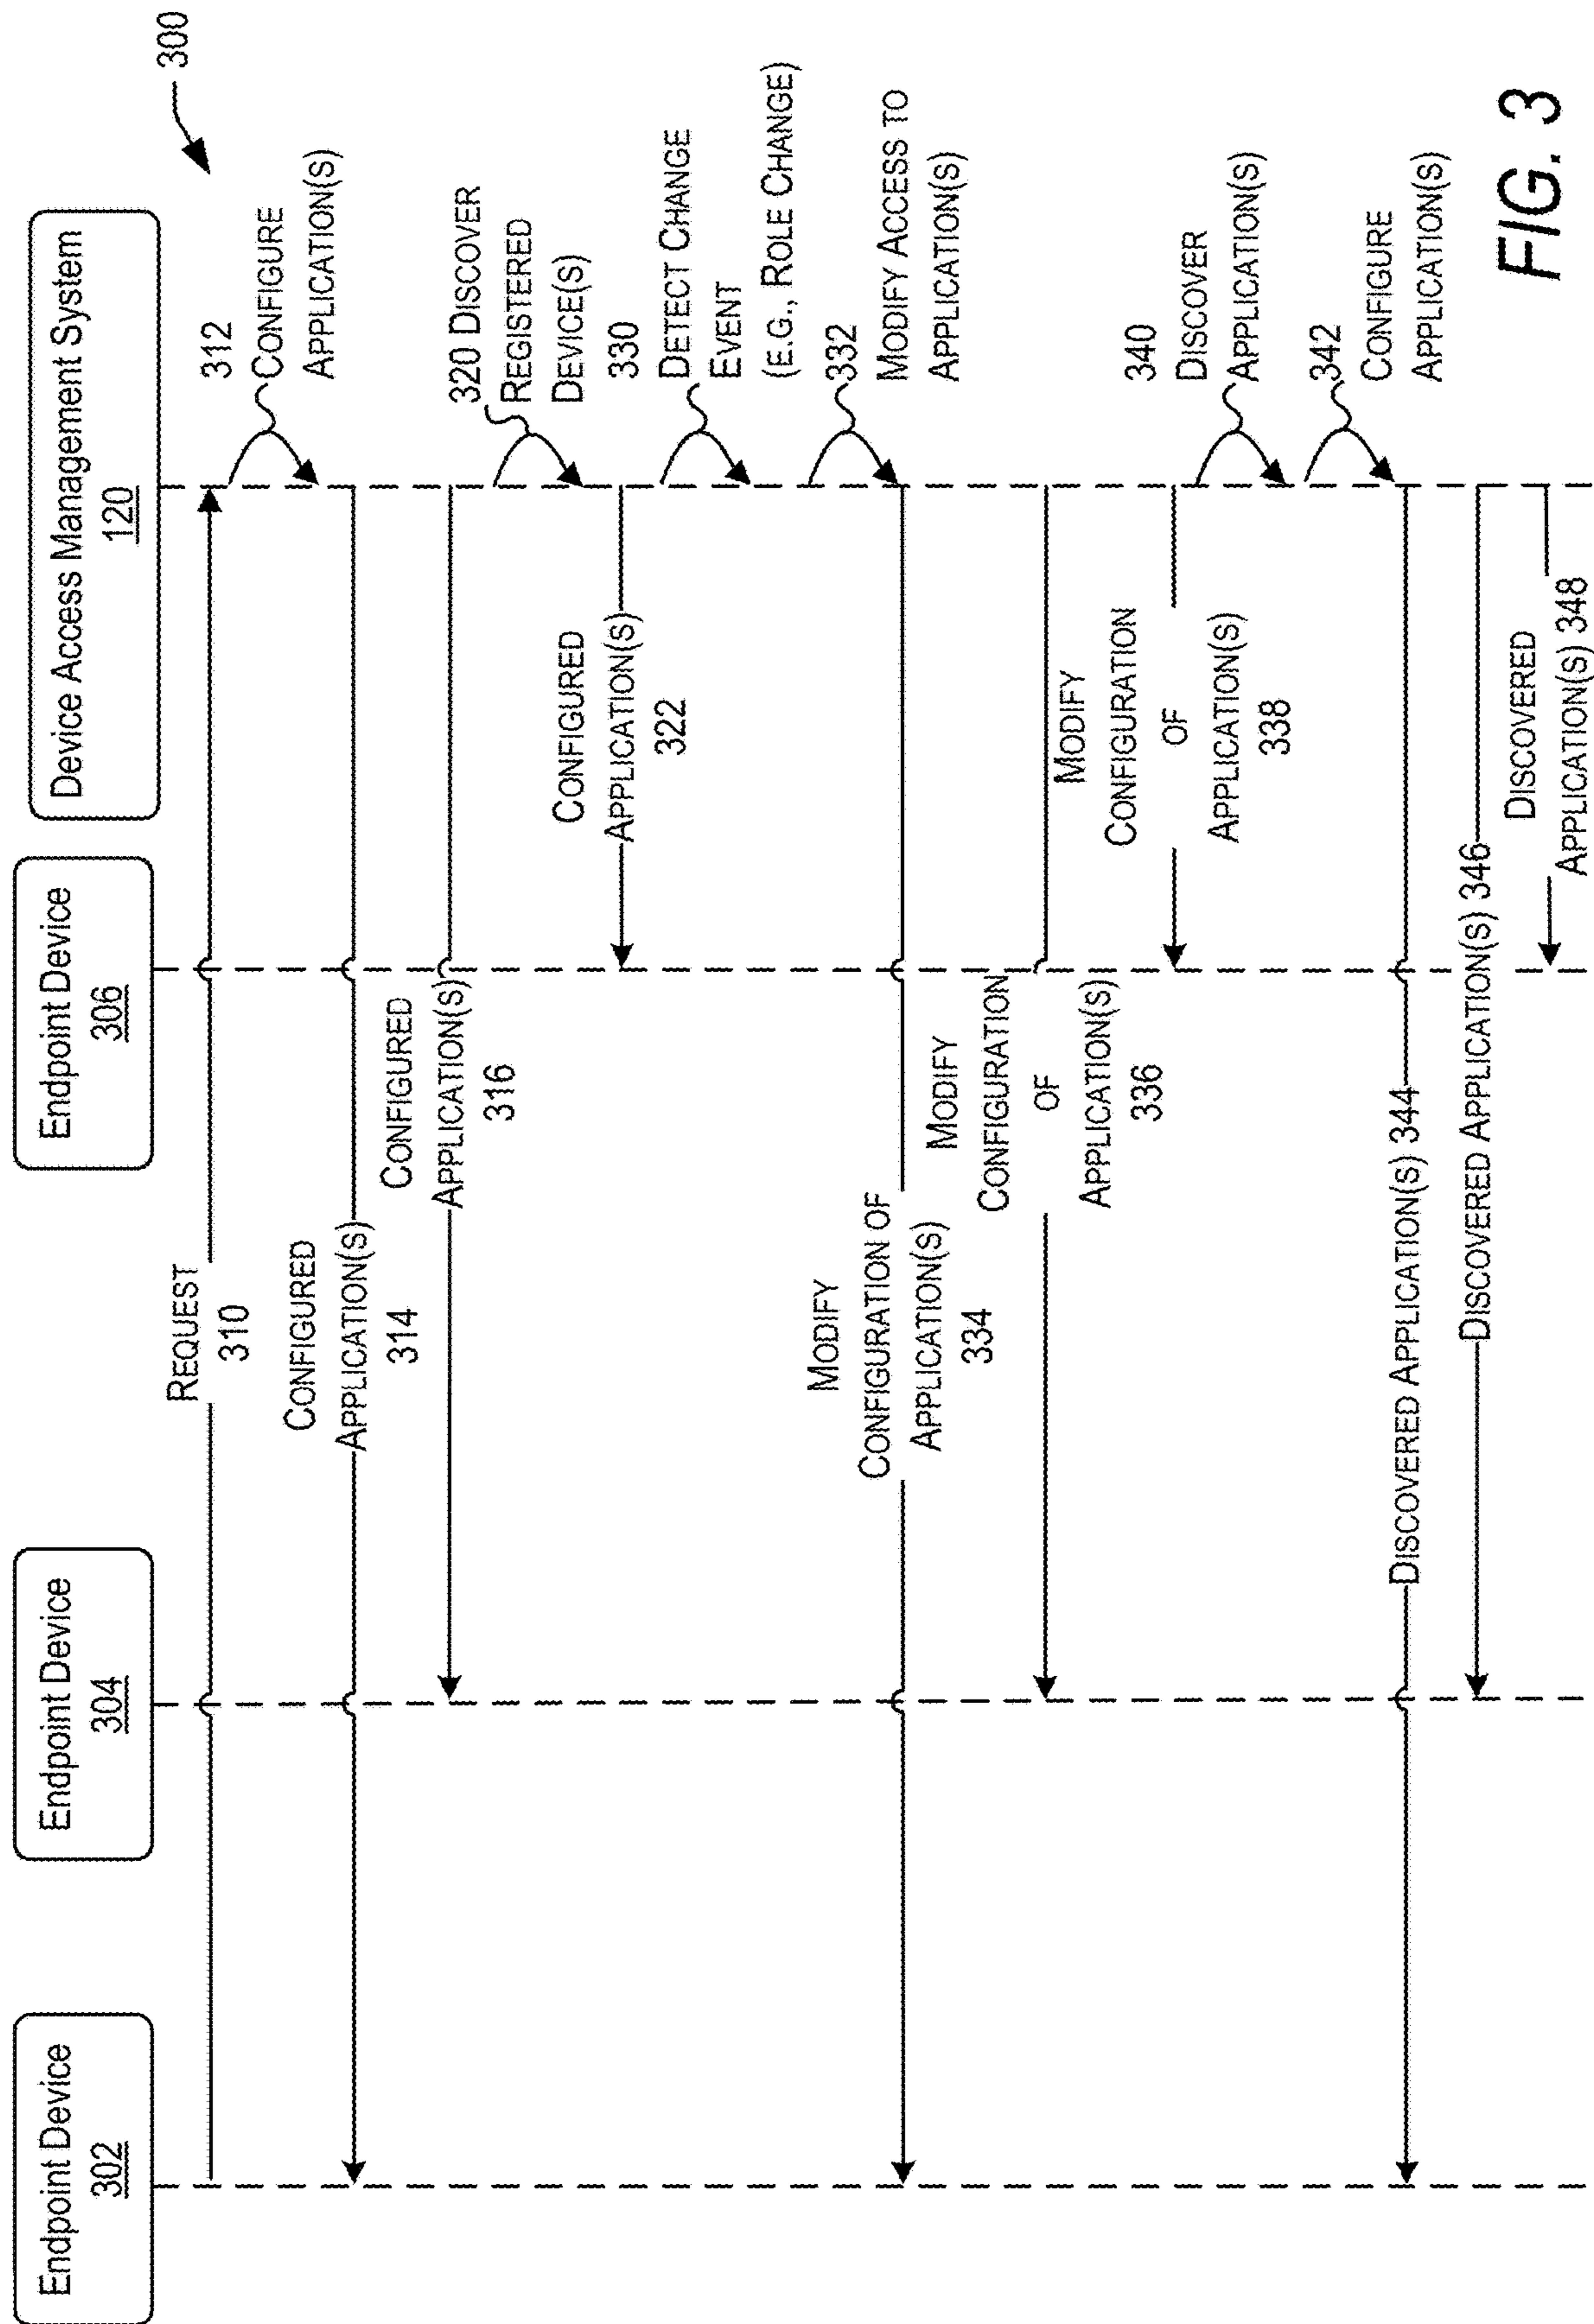 300
Endpoint Device
302
Endpoint Device
304
Endpoint Device
306
Device Access Management System
120
REQUEST
310
312
CONFIGURE
APPLICATION(S)
CONFIGURED
APPLICATION(S)
314
CONFIGURED
APPLICATION(S)
316
320 DISCOVER
REGISTERED
DEVICE(S)
CONFIGURED
APPLICATION(S)
322
330
DETECT CHANGE
EVENT
(E.G., ROLE CHANGE)
332
MODIFY ACCESS TO
APPLICATION(S)
MODIFY
CONFIGURATION OF
APPLICATION(S)
334
MODIFY
CONFIGURATION
OF
APPLICATION(S)
336
MODIFY
CONFIGURATION
OF
APPLICATION(S)
338
340
DISCOVER
APPLICATION(S)
342
CONFIGURE
APPLICATION(S)
DISCOVERED APPLICATION(S) 344
DISCOVERED APPLICATION(S) 346
DISCOVERED
APPLICATION(S) 348
FIG. 3